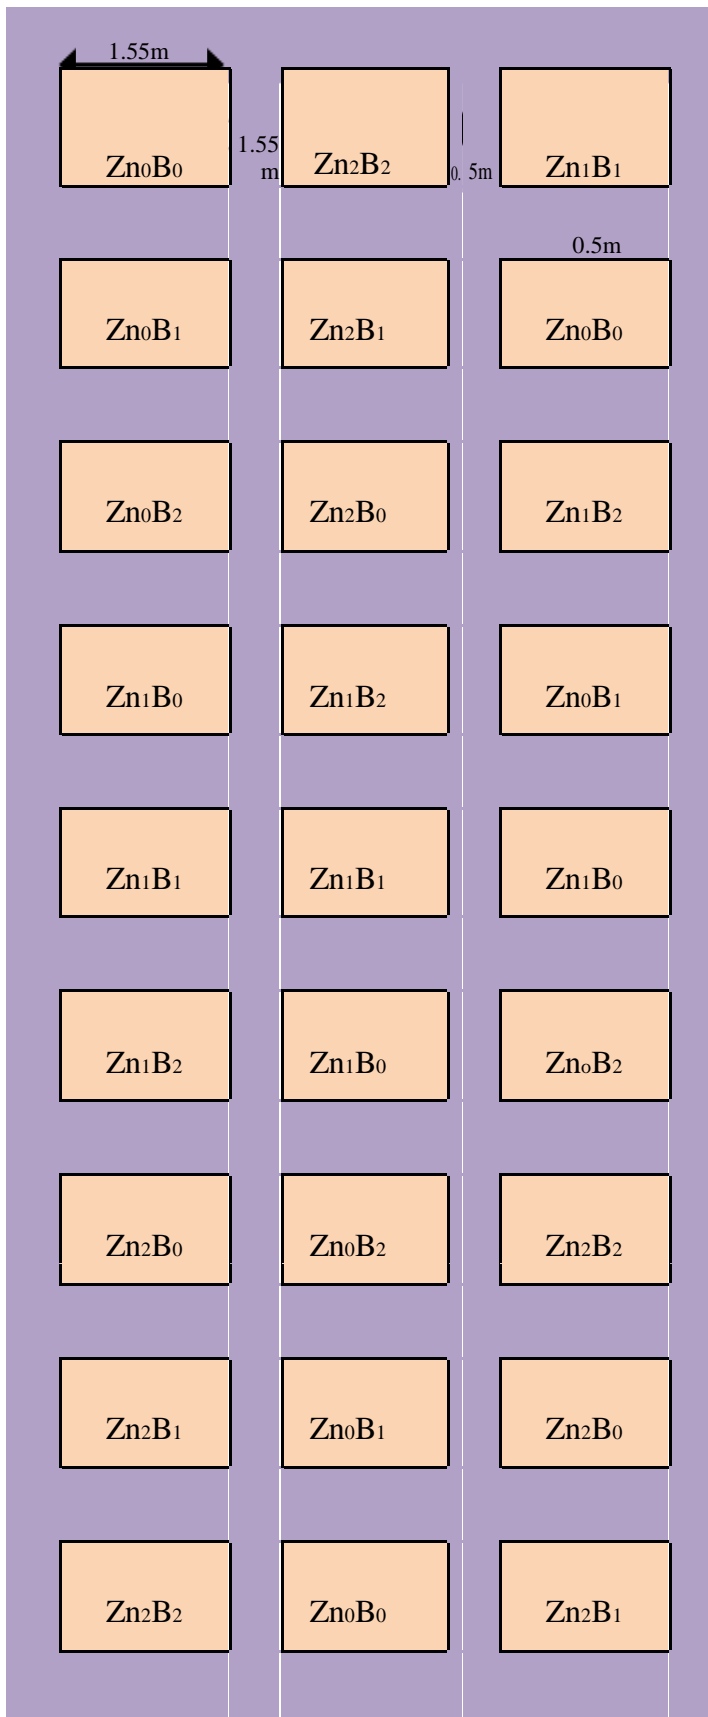 1.55m
Zn₀B₀
1.55
m
Zn₂B₂
0. 5m
Zn₁B₁
0.5m
Zn₀B₁
Zn₂B₁
Zn₀B₀
Zn₀B₂
Zn₂B₀
Zn₁B₂
Zn₁B₀
Zn₁B₂
Zn₀B₁
Zn₁B₁
Zn₁B₁
Zn₁B₀
Zn₁B₂
Zn₁B₀
ZnₒB₂
Zn₂B₀
Zn₀B₂
Zn₂B₂
Zn₂B₁
Zn₀B₁
Zn₂B₀
Zn₂B₂
Zn₀B₀
Zn₂B₁